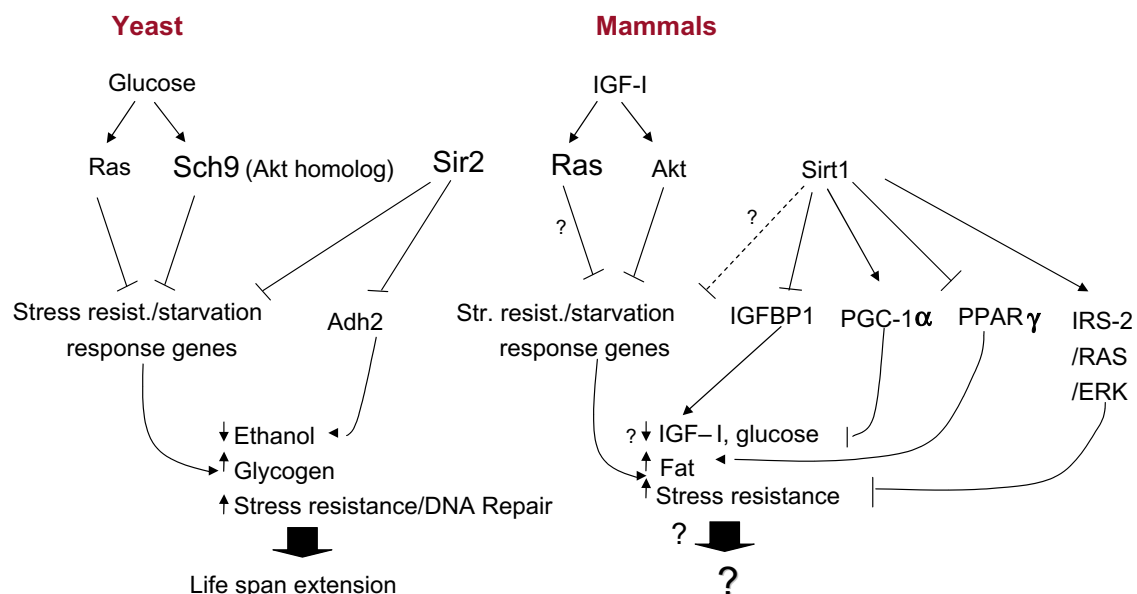 Yeast
Glucose
Ras
Sch9 (Akt homolog)
Sir2
Stress resist./starvation
response genes
Adh2
Ethanol
Glycogen
Stress resistance/DNA Repair
Life span extension
Mammals
IGF-I
Ras
Akt
Sirt1
?
?
Str. resist./starvation
response genes
IGFBP1
PGC-1α
PPAR γ
IRS-2
/RAS
/ERK
? IGF–I, glucose
Fat
Stress resistance
?
?